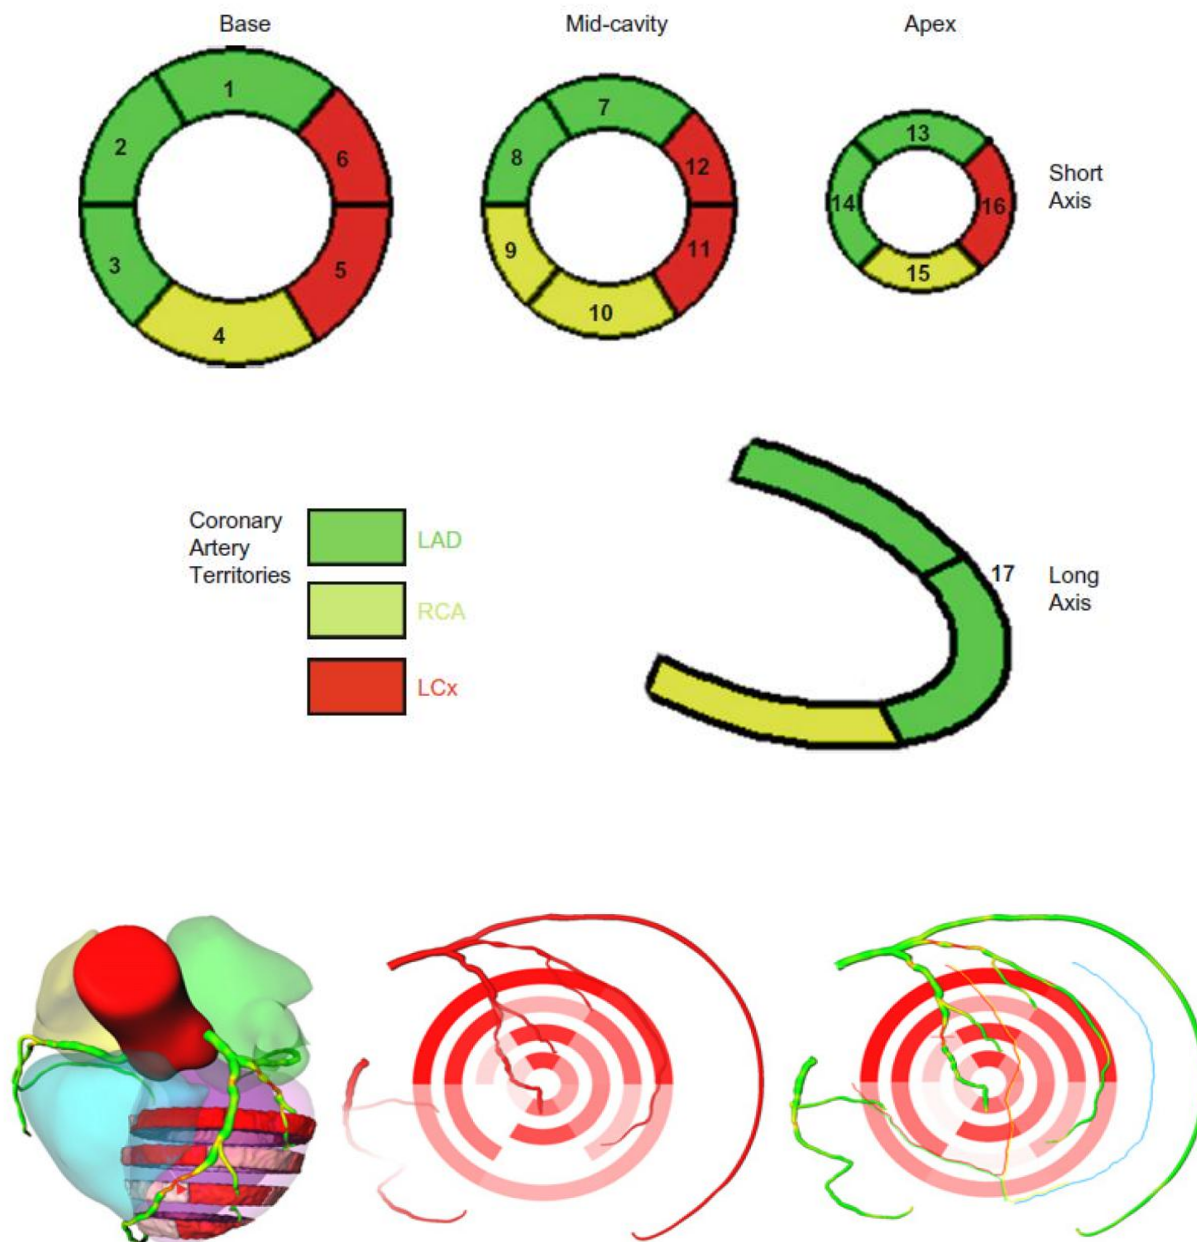 Base
Mid-cavity
Apex
1
2
3
4
5
6
7
8
9
10
11
12
13
14
15
16
Short
Axis
Coronary
Artery
Territories
LAD
RCA
LCx
17
Long
Axis